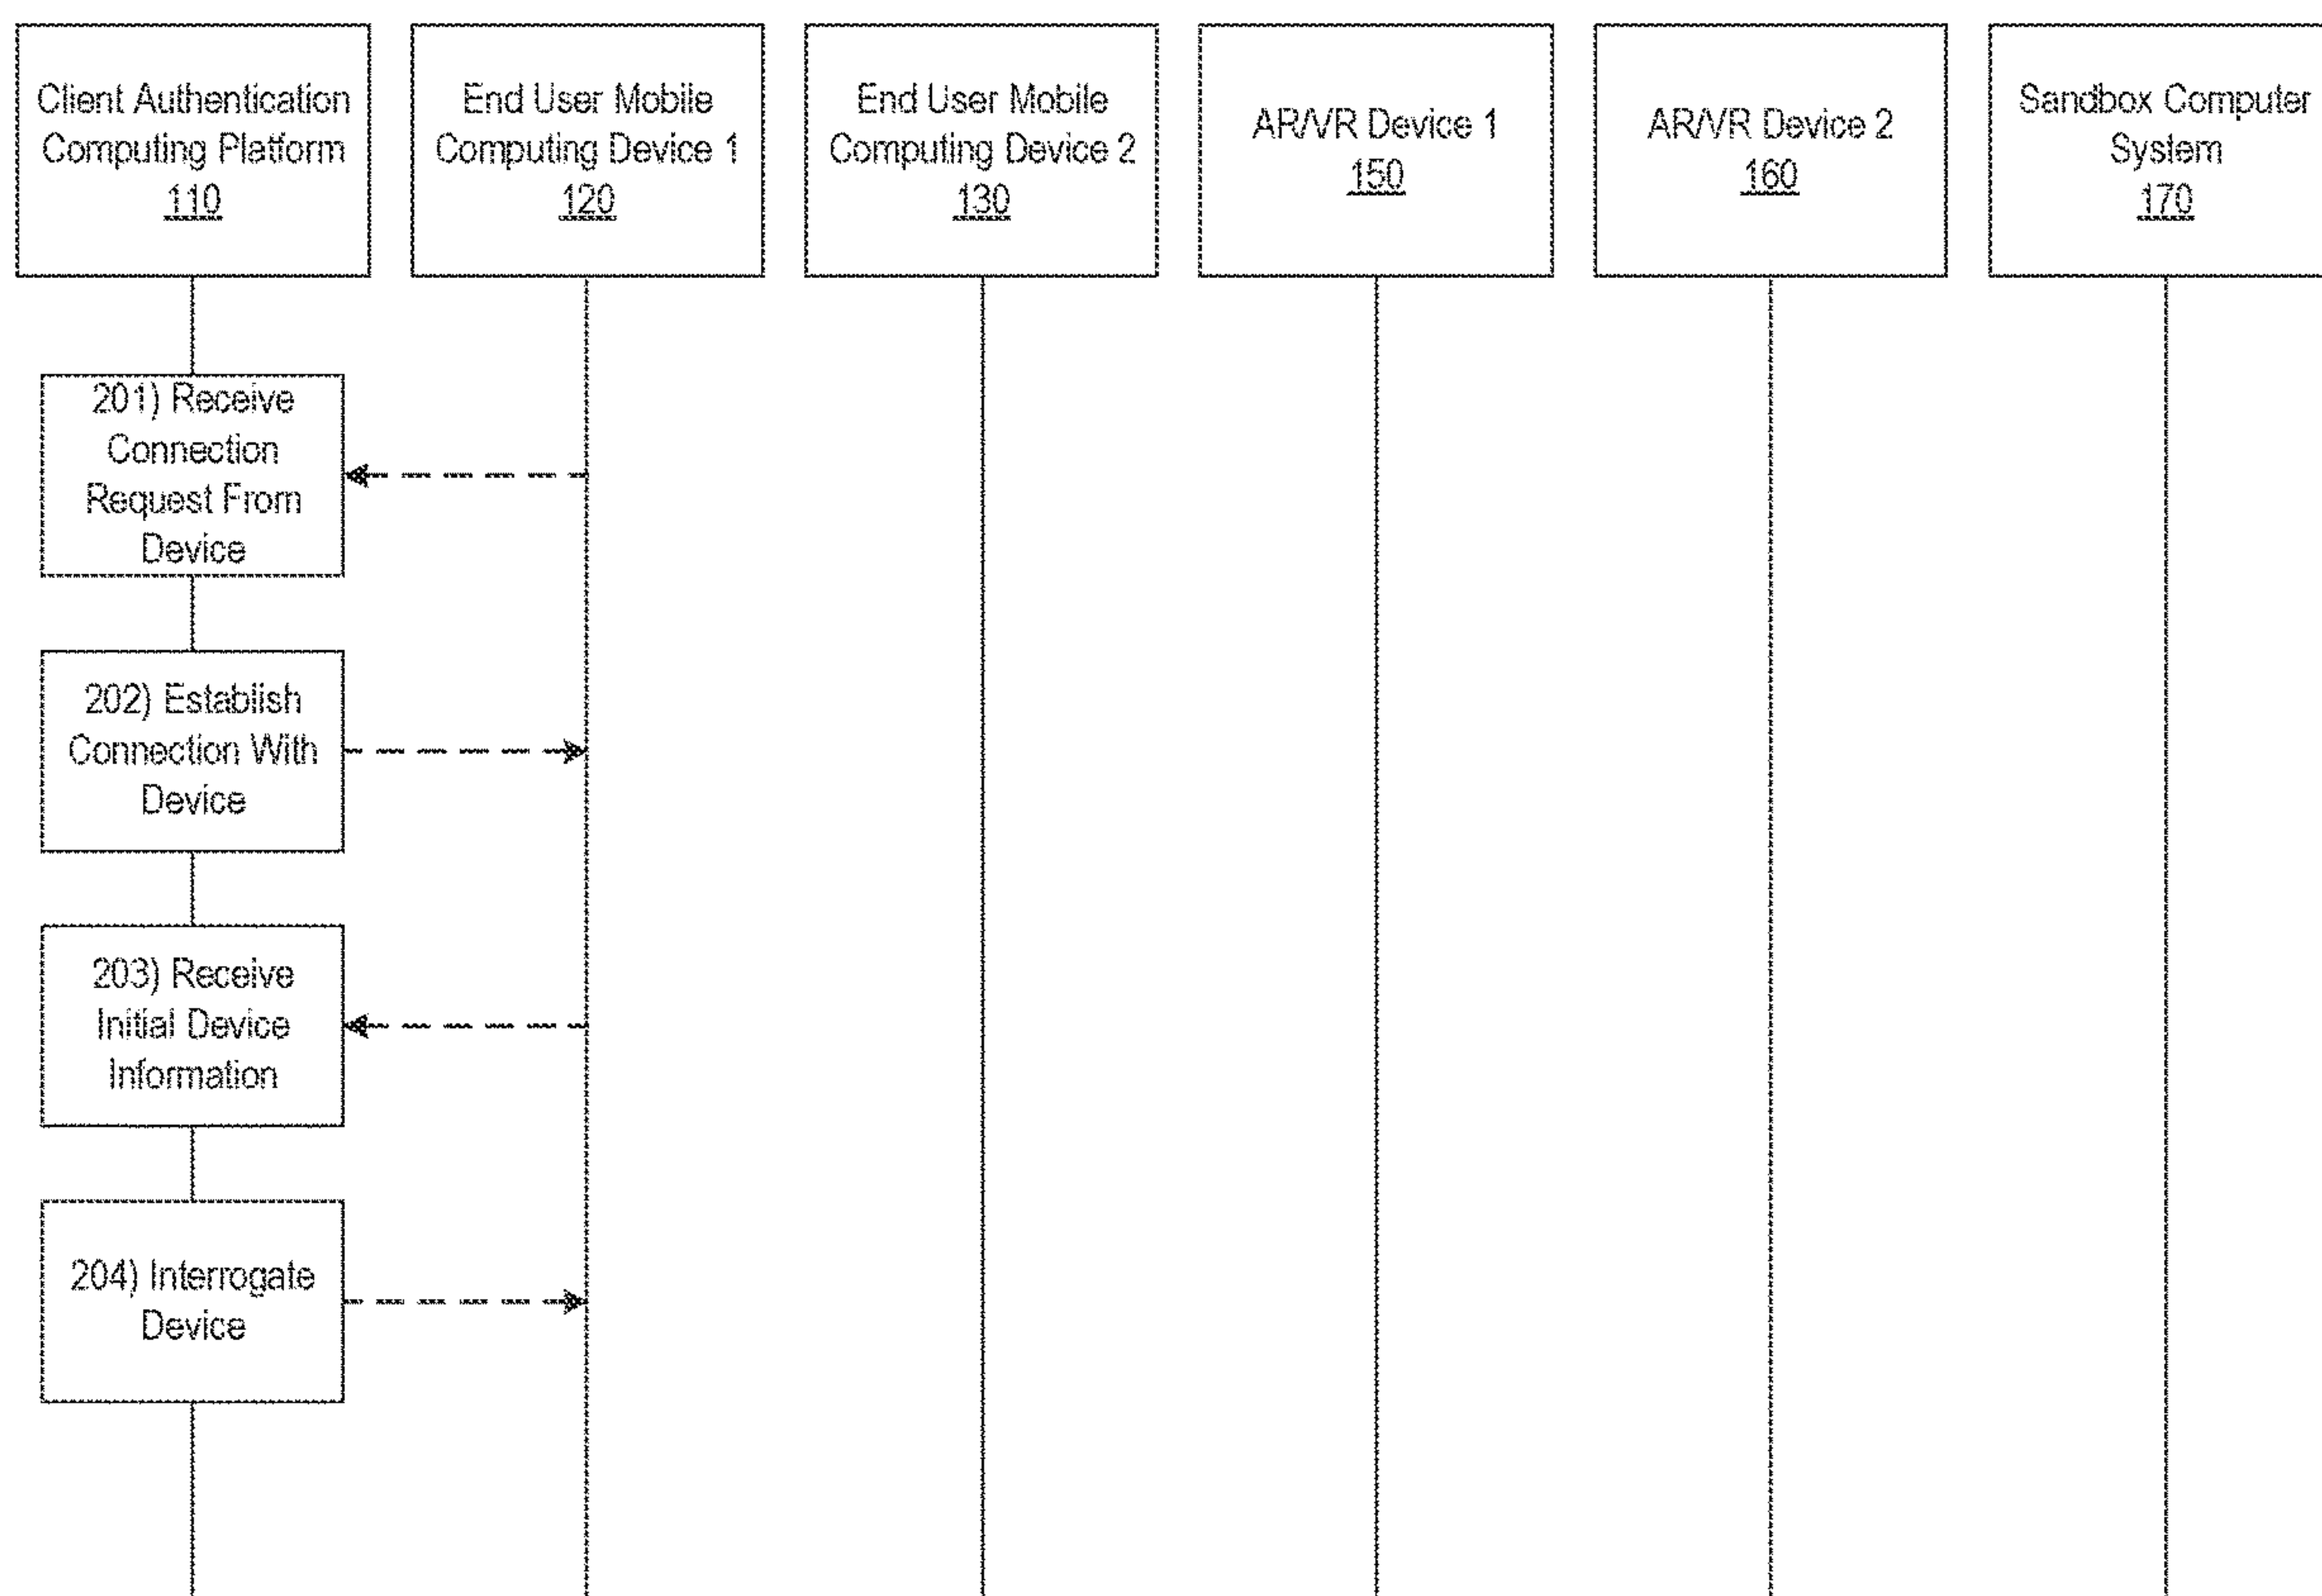 Client Authentication
Computing Platform
110
End User Mobile
Computing Device 1
120
End User Mobile
Computing Device 2
130
AR/VR Device 1
150
AR/VR Device 2
160
Sandbox Computer
System
170
201) Receive
Connection
Request From
Device
202) Establish
Connection With
Device
203) Receive
Initial Device
Information
204) Interrogate
Device